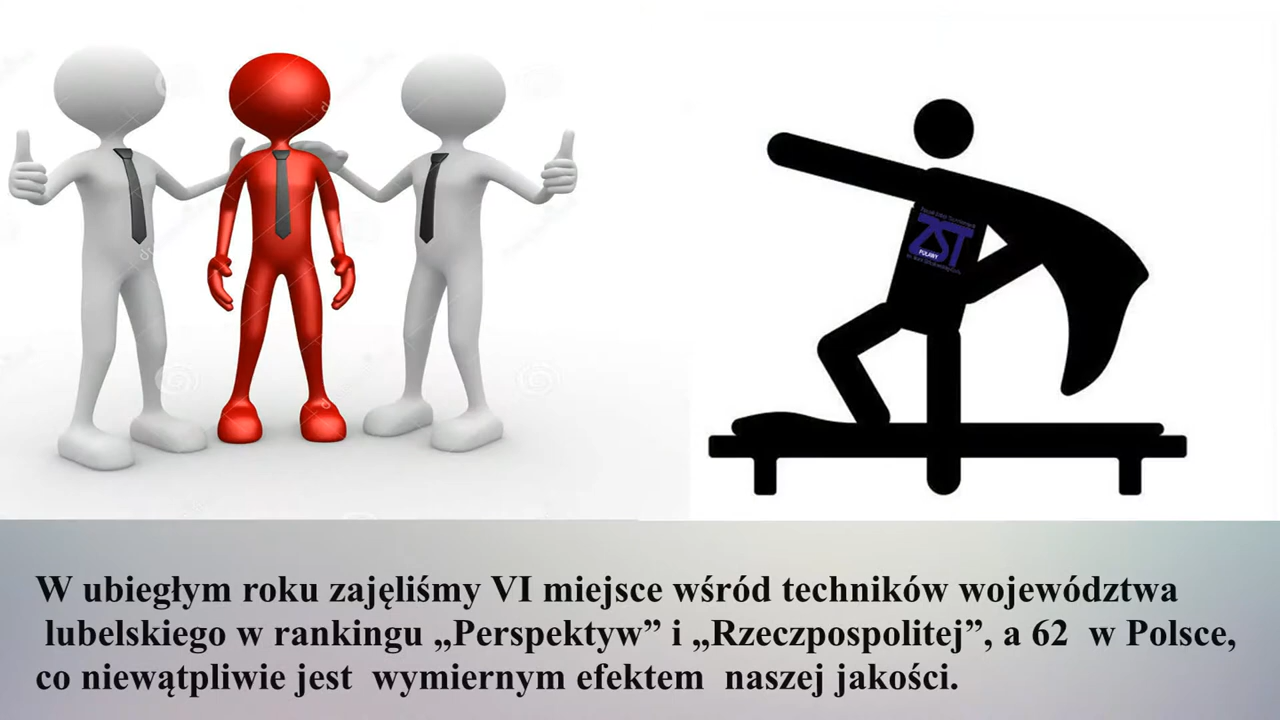 ZST
PUŁAWY
W ubiegłym roku zajęliśmy VI miejsce wśród techników województwa
lubelskiego w rankingu „Perspektyw” i „Rzeczpospolitej”, a 62 w Polsce,
co niewątpliwie jest wymiernym efektem naszej jakości.